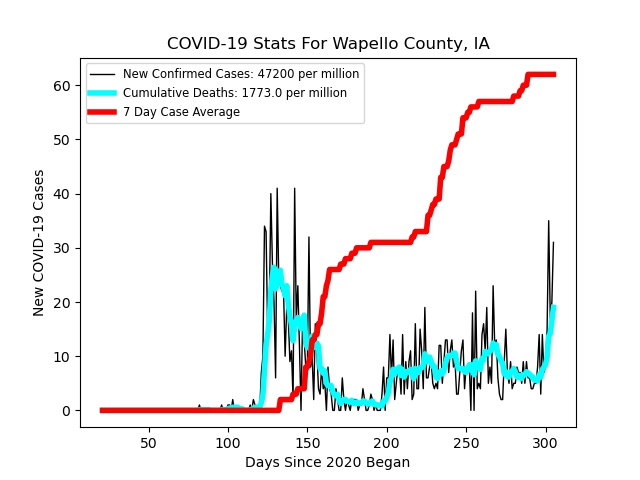 COVID-19 Stats For Wapello County, IA
New Confirmed Cases: 47200 per million
Cumulative Deaths: 1773.0 per million
7 Day Case Average
New COVID-19 Cases
60
50
40
30
20
10
0
50 100 150 200 250 300
Days Since 2020 Began